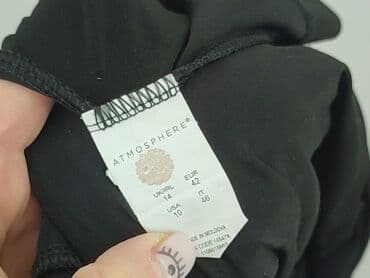 ATMOSPHERE®
UK/IRL EUR
14 42
USA IT
10 46
MADE IN MOLDOVA